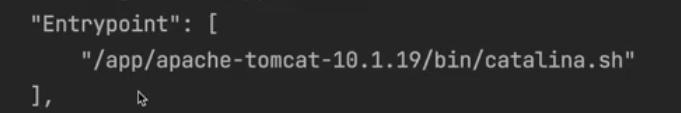 "Entrypoint": [
"/app/apache-tomcat-10.1.19/bin/catalina.sh"
],